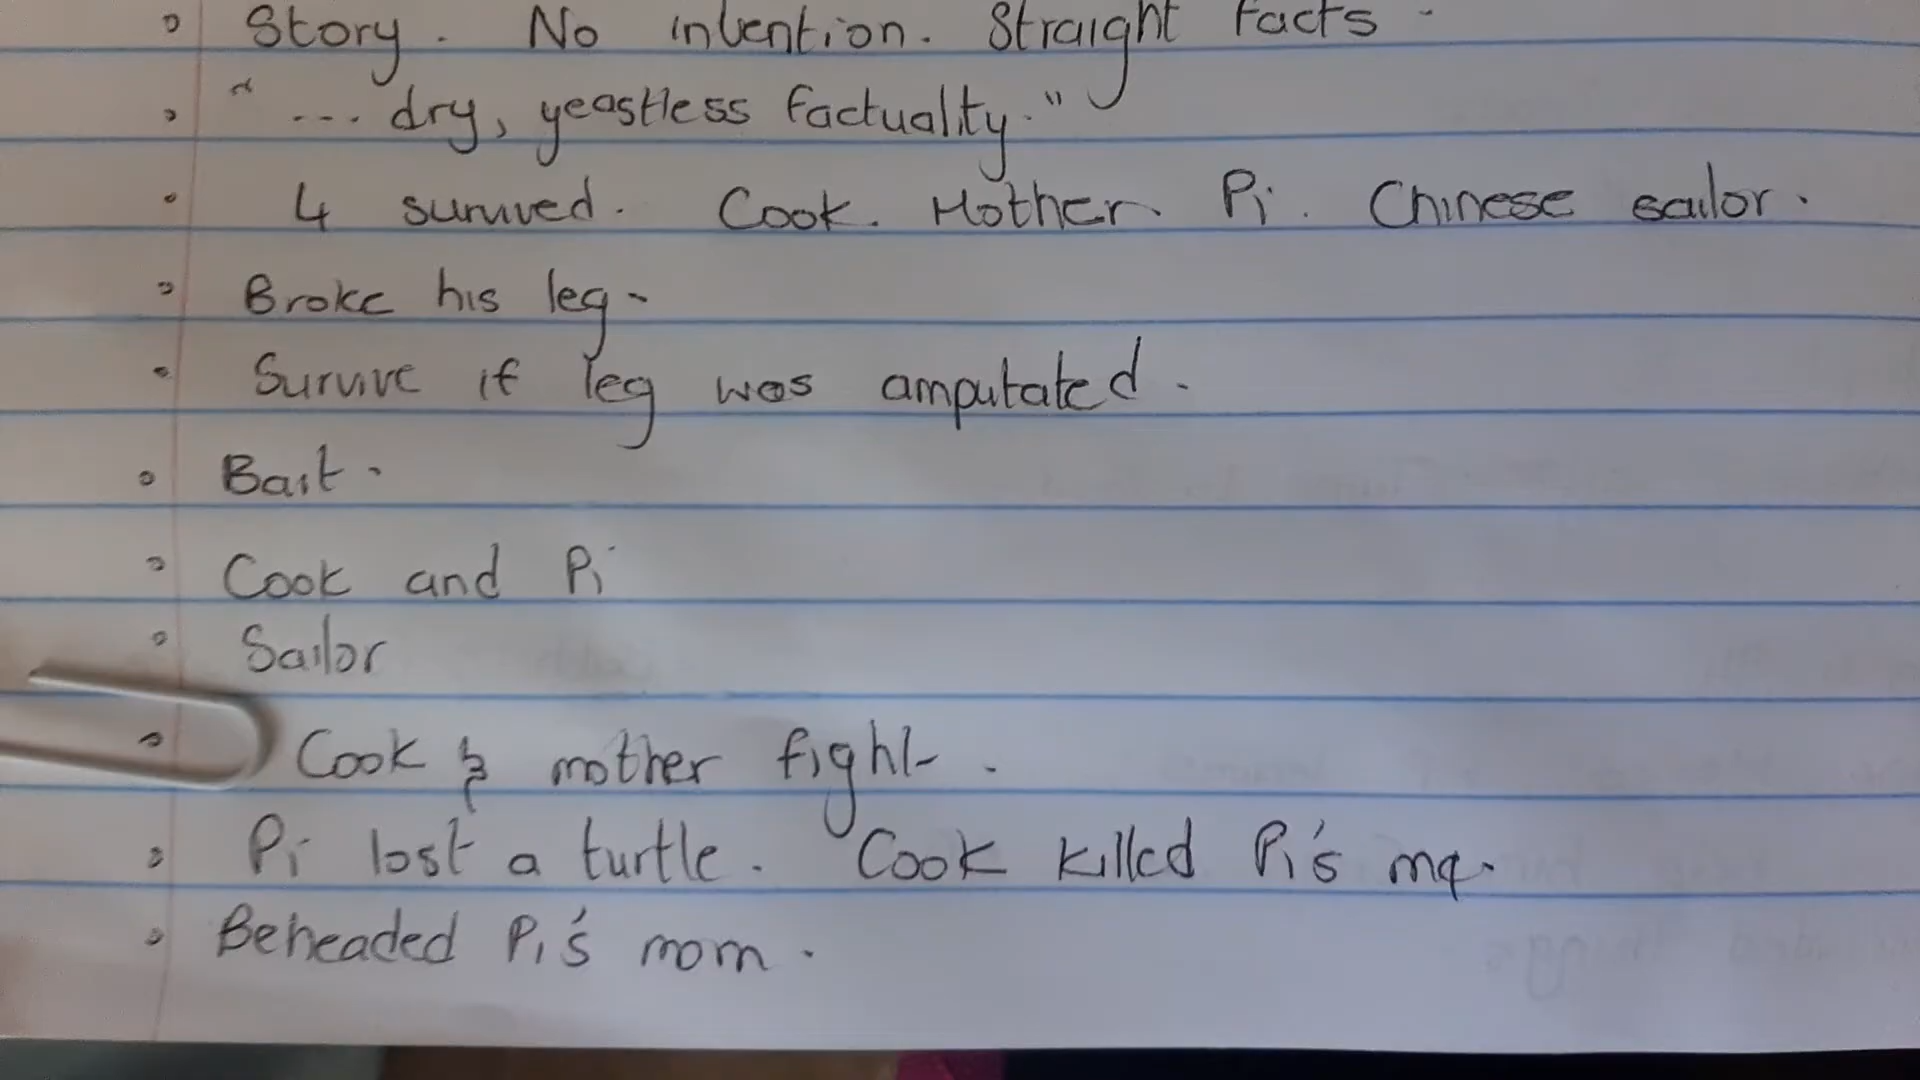 Story. No invention. Straight facts.
"... dry, yeastless factuality."
4 survived. Cook. Mother. Pi. Chinese sailor.
Broke his leg.
Survive if leg was amputated.
Bait.
Cook and Pi
Sailor
Cook & mother fight.
Pi lost a turtle. Cook killed Pi's
Beheaded Pi's mom.